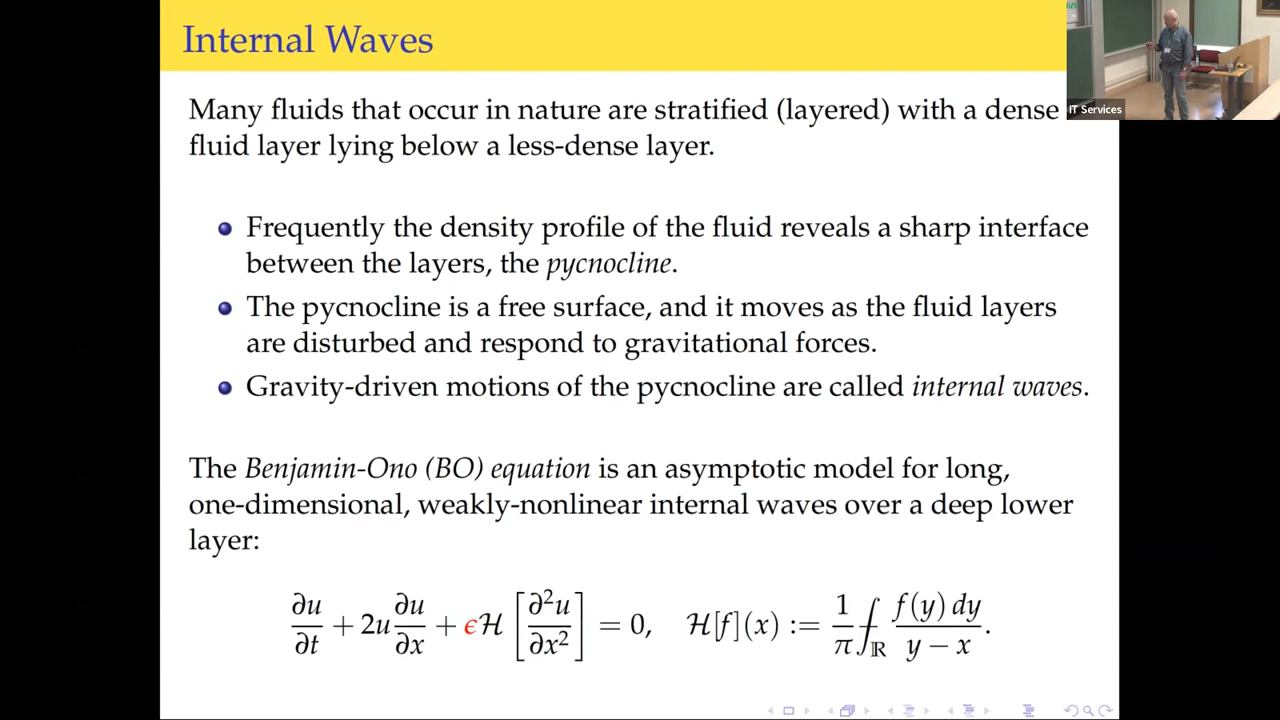 Internal Waves
IT Services
Many fluids that occur in nature are stratified (layered) with a dense
fluid layer lying below a less-dense layer.
Frequently the density profile of the fluid reveals a sharp interface
between the layers, the pycnocline.
The pycnocline is a free surface, and it moves as the fluid layers
are disturbed and respond to gravitational forces.
Gravity-driven motions of the pycnocline are called internal waves.
The Benjamin-Ono (BO) equation is an asymptotic model for long,
one-dimensional, weakly-nonlinear internal waves over a deep lower
layer:
∂u/∂t + 2u ∂u/∂x + ϵℋ[∂²u/∂x²] = 0, ℋ[f](x) := 1/π ⨍_ℝ f(y) dy / y − x.